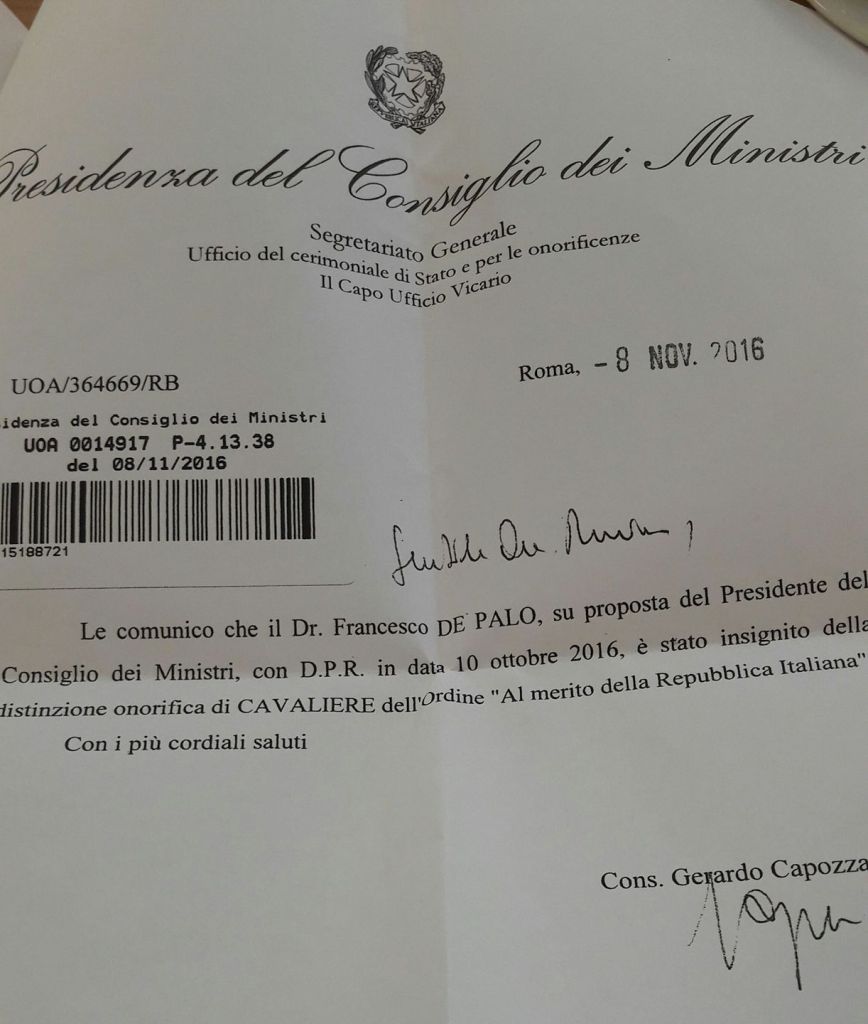 REPVBBLICA ITALIANA
Presidenza del Consiglio dei Ministri
Segretariato Generale
Ufficio del cerimoniale di Stato e per le onorificenze
Il Capo Ufficio Vicario
Roma, - 8 NOV. 2016
UOA/364669/RB
idenza del Consiglio dei Ministri
UOA 0014917 P-4.13.38
del 08/11/2016
15188721
Le comunico che il Dr. Francesco DE PALO, su proposta del Presidente del
Consiglio dei Ministri, con D.P.R. in data 10 ottobre 2016, è stato insignito della
distinzione onorifica di CAVALIERE dell'Ordine "Al merito della Repubblica Italiana"
Con i più cordiali saluti
Cons. Gerardo Capozza